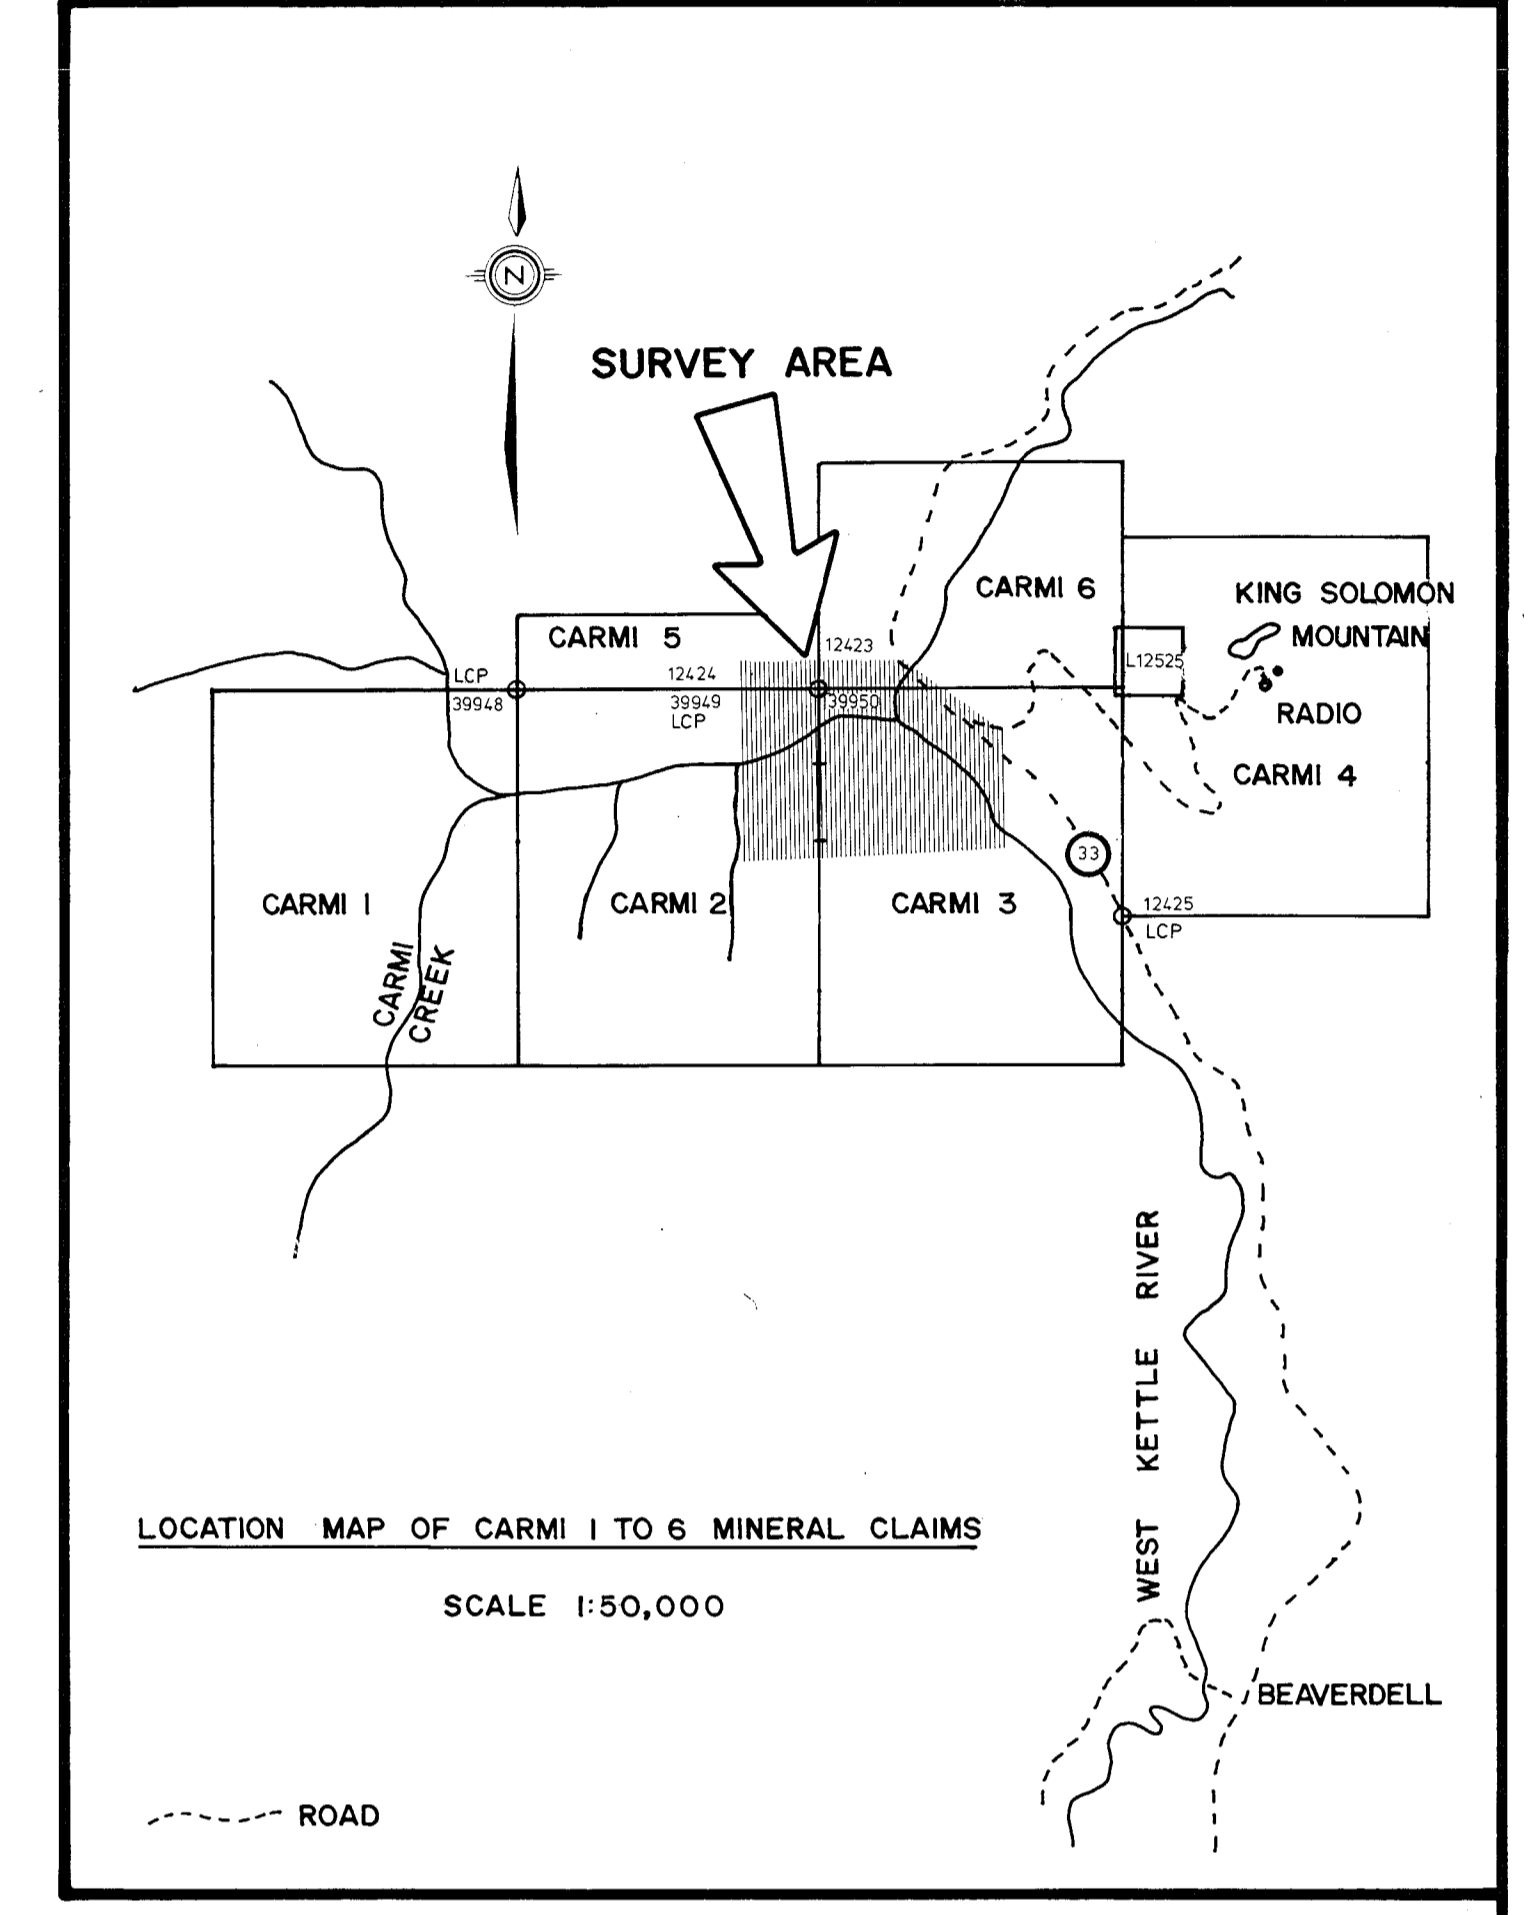 N
SURVEY AREA
CARMI 6
KING SOLOMON
MOUNTAIN
CARMI 5
12423
L12525
LCP
12424
39948
39949
39950
LCP
RADIO
CARMI 4
33
CARMI 1
CARMI 2
CARMI 3
12425
LCP
CARMI
CREEK
WEST KETTLE RIVER
LOCATION MAP OF CARMI 1 TO 6 MINERAL CLAIMS
SCALE 1:50,000
BEAVERDELL
ROAD